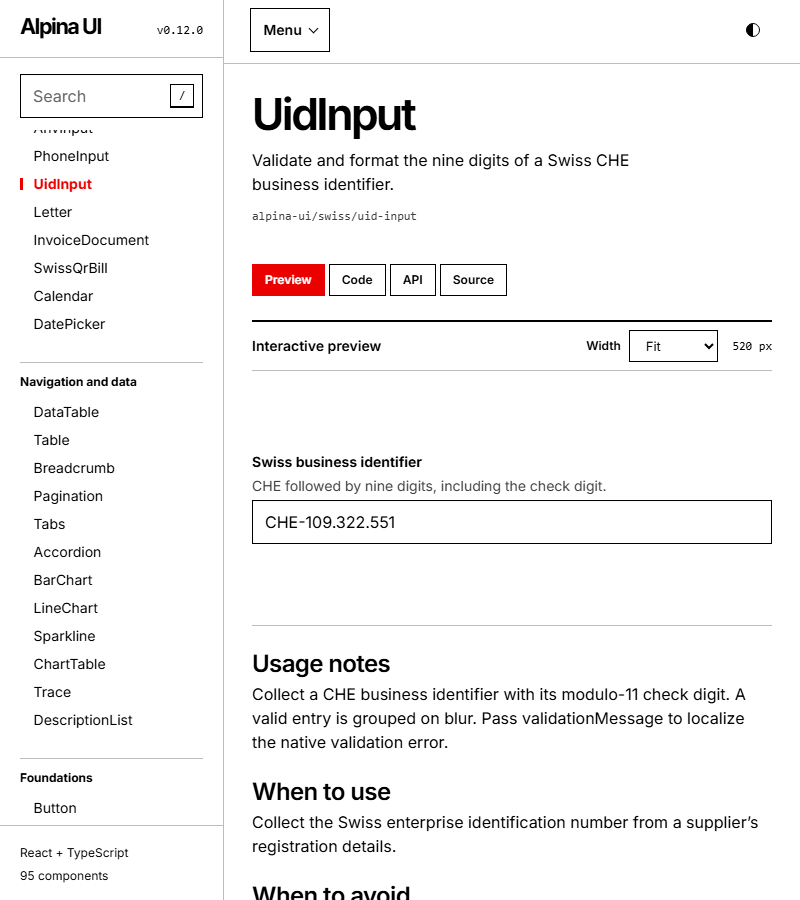 Alpina UI
v0.12.0
Search
/
AhvInput
PhoneInput
UidInput
Letter
InvoiceDocument
SwissQrBill
Calendar
DatePicker
Navigation and data
DataTable
Table
Breadcrumb
Pagination
Tabs
Accordion
BarChart
LineChart
Sparkline
ChartTable
Trace
DescriptionList
Foundations
Button
React + TypeScript
95 components
Menu
UidInput
Validate and format the nine digits of a Swiss CHE
business identifier.
alpina-ui/swiss/uid-input
Preview
Code
API
Source
Interactive preview
Width
Fit
520 px
Swiss business identifier
CHE followed by nine digits, including the check digit.
CHE-109.322.551
Usage notes
Collect a CHE business identifier with its modulo-11 check digit. A
valid entry is grouped on blur. Pass validationMessage to localize
the native validation error.
When to use
Collect the Swiss enterprise identification number from a supplier’s
registration details.
When to avoid